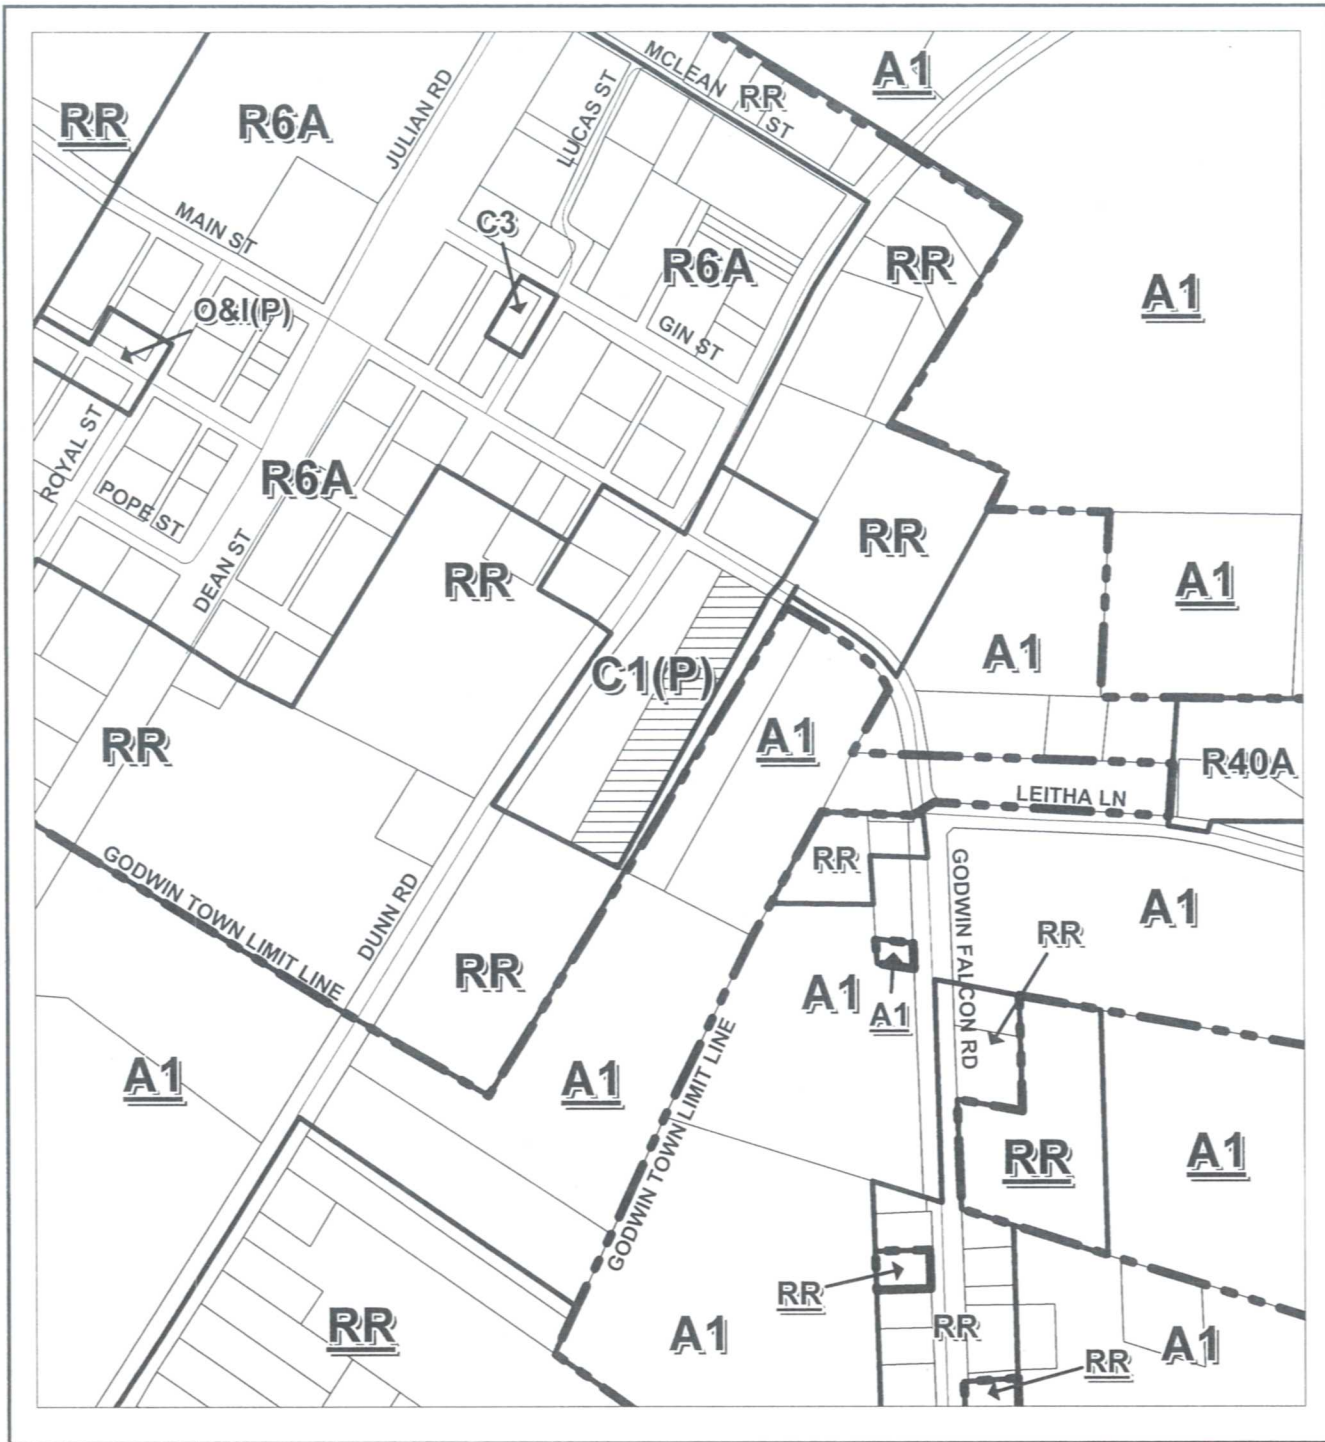 MCLEAN ST
A1
RR
RR
R6A
JULIAN RD
LUCAS ST
MAIN ST
C3
R6A
RR
A1
O&I(P)
GIN ST
ROYAL ST
R6A
POPE ST
DEAN ST
RR
RR
A1
A1
C1(P)
RR
A1
R40A
LEITHA LN
GODWIN TOWN LIMIT LINE
RR
GODWIN FALCON RD
A1
DUNN RD
RR
RR
A1
A1
A1
A1
GODWIN TOWN LIMIT LINE
RR
A1
RR
RR
A1
RR
A1
RR